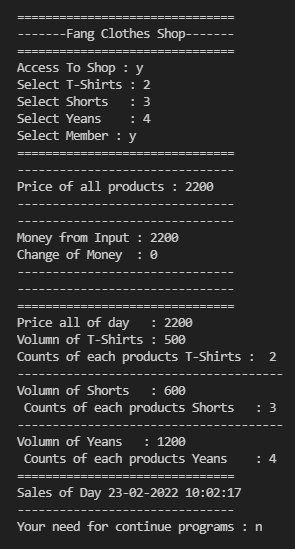 ===============================
-------Fang Clothes Shop-------
===============================
Access To Shop : y
Select T-Shirts : 2
Select Shorts   : 3
Select Yeans    : 4
Select Member : y
===============================
-------------------------------
Price of all products : 2200
-------------------------------
-------------------------------
Money from Input : 2200
Change of Money  : 0
-------------------------------
-------------------------------
===============================
Price all of day   : 2200
Volumn of T-Shirts : 500
Counts of each products T-Shirts :  2
--------------------------------------
Volumn of Shorts   : 600
 Counts of each products Shorts   : 3
--------------------------------------
Volumn of Yeans   : 1200
 Counts of each products Yeans    : 4
===============================
Sales of Day 23-02-2022 10:02:17
-------------------------------
Your need for continue programs : n